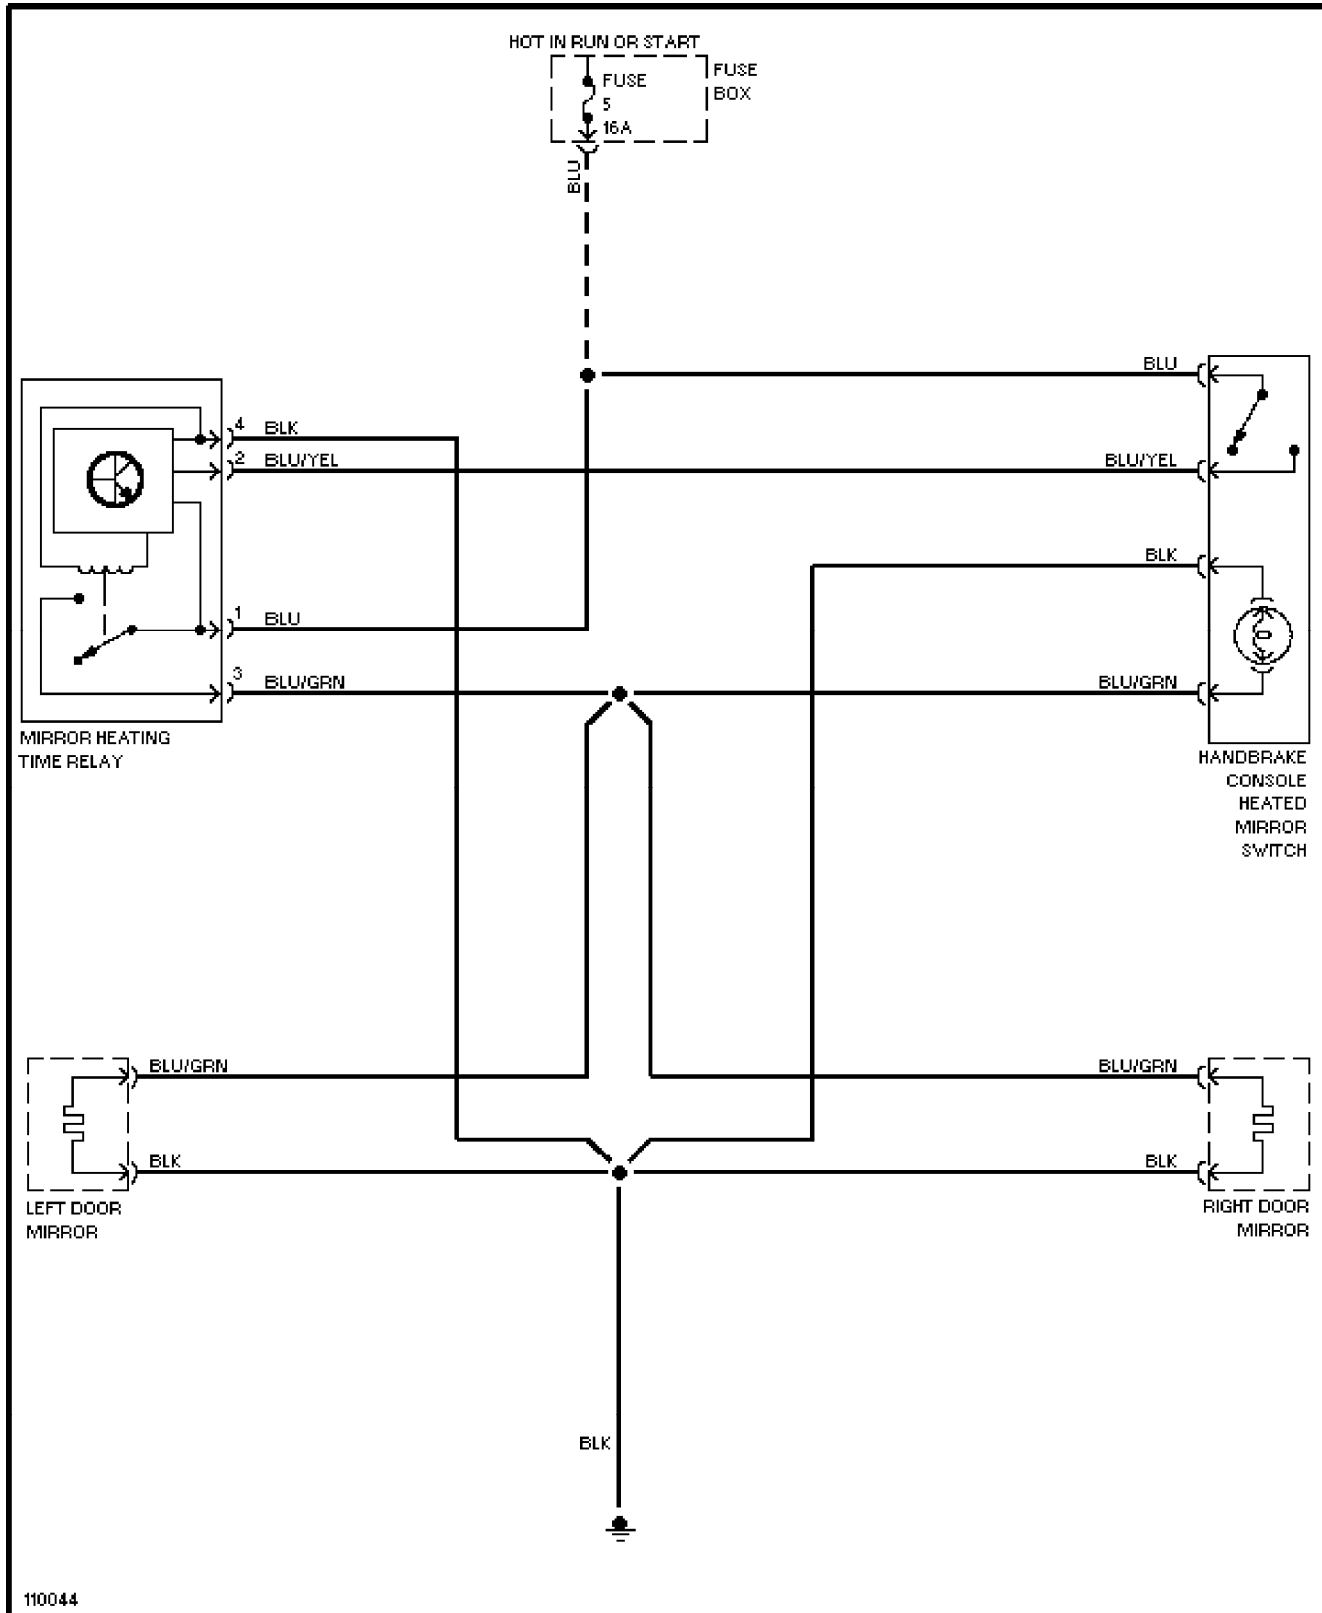 HOT IN RUN OR START
FUSE
5
16A
FUSE
BOX
BLU
BLU
4
BLK
2
BLU/YEL
BLU/YEL
BLK
1
BLU
3
BLU/GRN
BLU/GRN
MIRROR HEATING
TIME RELAY
HANDBRAKE
CONSOLE
HEATED
MIRROR
SWITCH
BLU/GRN
BLU/GRN
BLK
BLK
LEFT DOOR
MIRROR
RIGHT DOOR
MIRROR
BLK
110044